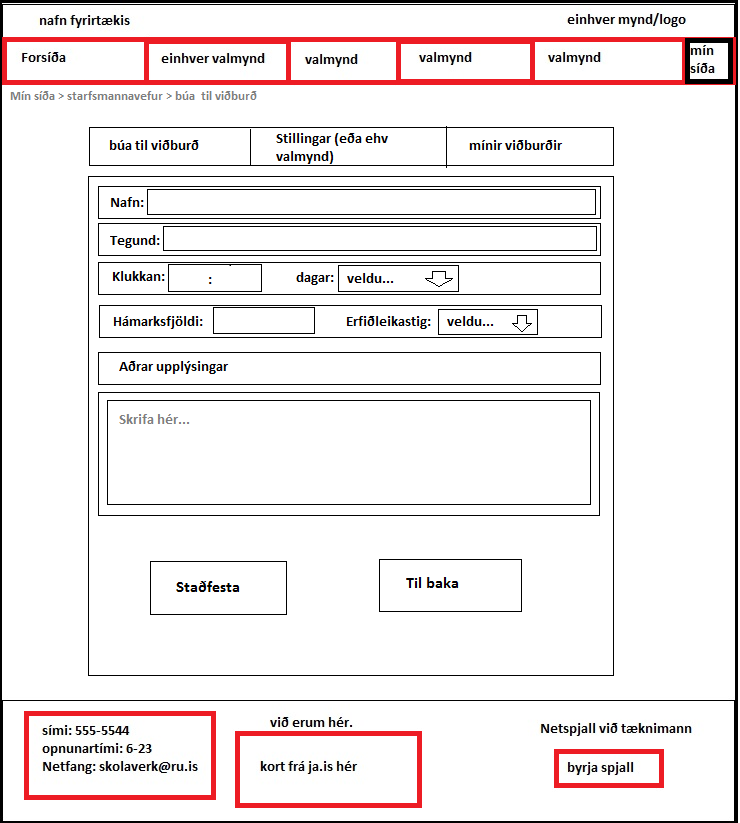 nafn fyrirtækis
einhver mynd/logo
Forsíða
einhver valmynd
valmynd
valmynd
valmynd
mín
síða
Mín síða > starfsmannavefur > búa  til viðburð
búa til viðburð
Stillingar (eða ehv
valmynd)
mínir viðburðir
Nafn:
Tegund:
Klukkan:
:
dagar:
veldu...
Hámarksfjöldi:
Erfiðleikastig:
veldu...
Aðrar upplýsingar
Skrifa hér...
Staðfesta
Til baka
sími: 555-5544
opnunartími: 6-23
Netfang: skolaverk@ru.is
við erum hér.
kort frá ja.is hér
Netspjall við tæknimann
byrja spjall